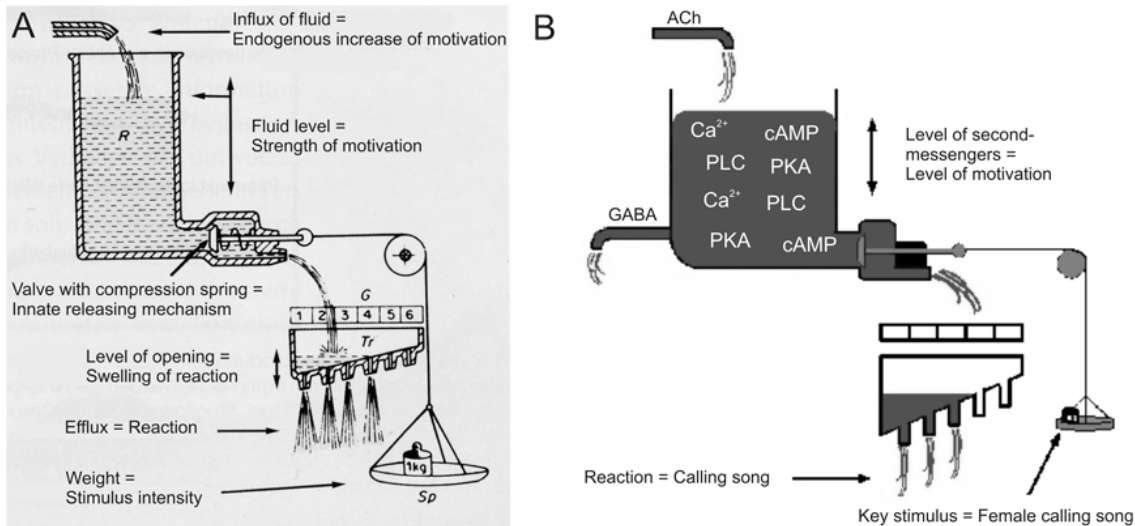 A
Influx of fluid =
Endogenous increase of motivation
R
Fluid level =
Strength of motivation
Valve with compression spring =
Innate releasing mechanism
G
1 2 3 4 5 6
Tr
Level of opening =
Swelling of reaction
Efflux = Reaction
Weight =
Stimulus intensity
1kg
Sp
B
ACh
Ca²⁺ cAMP
PLC PKA
Ca²⁺ PLC
PKA cAMP
GABA
Level of second-
messengers =
Level of motivation
Reaction = Calling song
Key stimulus = Female calling song